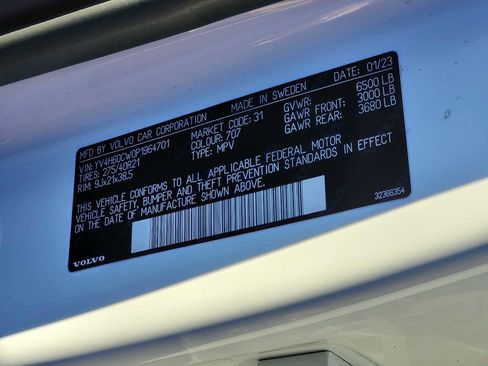 MFD BY VOLVO CAR CORPORATION MADE IN SWEDEN DATE: 01/23
VIN: YV4H60CW0P1964701 MARKET CODE: 31 GVWR: 6500 LB
TIRES: 275/40R21 COLOUR: 707 GAWR FRONT: 3000 LB
RIM: 9Jx21x38.5 TYPE: MPV GAWR REAR: 3680 LB
THIS VEHICLE CONFORMS TO ALL APPLICABLE FEDERAL MOTOR
VEHICLE SAFETY, BUMPER AND THEFT PREVENTION STANDARDS IN EFFECT
ON THE DATE OF MANUFACTURE SHOWN ABOVE.
32366354
VOLVO